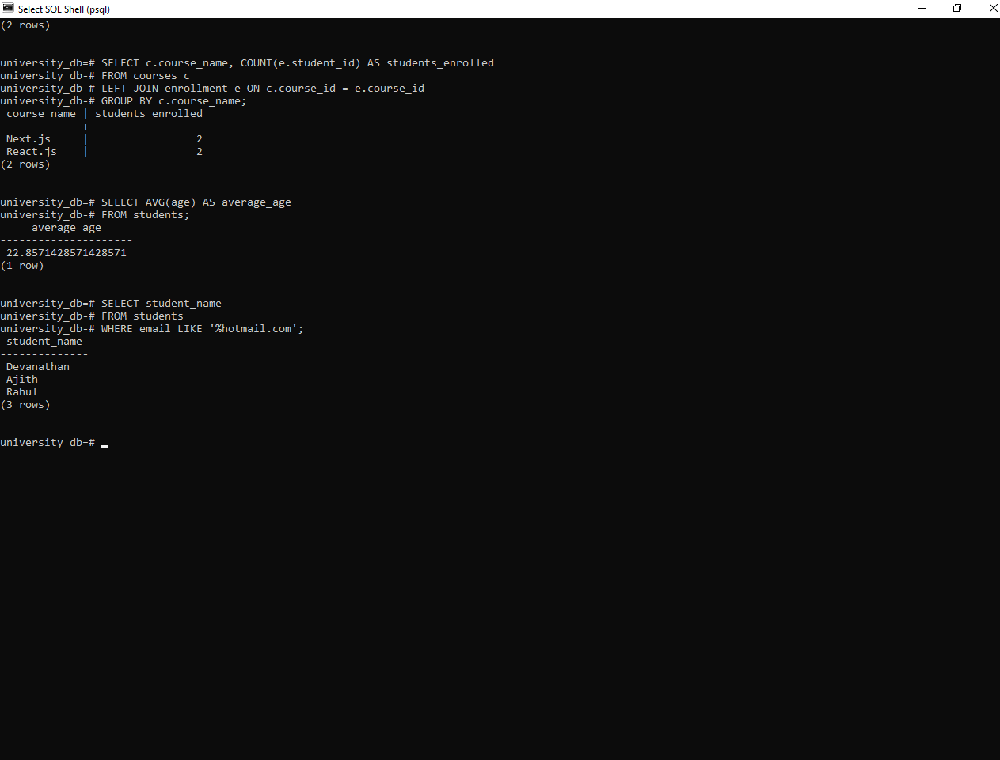 Select SQL Shell (psql)
(2 rows)
university_db=# SELECT c.course_name, COUNT(e.student_id) AS students_enrolled
university_db-# FROM courses c
university_db-# LEFT JOIN enrollment e ON c.course_id = e.course_id
university_db-# GROUP BY c.course_name;
 course_name | students_enrolled
-------------+-------------------
 Next.js     |                 2
 React.js    |                 2
(2 rows)
university_db=# SELECT AVG(age) AS average_age
university_db-# FROM students;
     average_age
---------------------
 22.8571428571428571
(1 row)
university_db=# SELECT student_name
university_db-# FROM students
university_db-# WHERE email LIKE '%hotmail.com';
 student_name
--------------
 Devanathan
 Ajith
 Rahul
(3 rows)
university_db=#